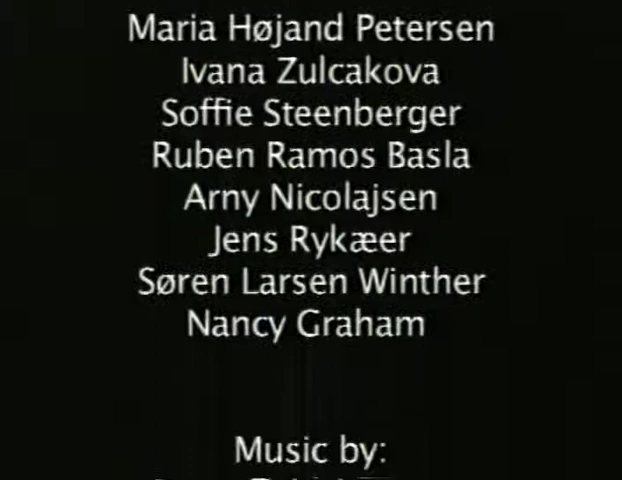 Maria Højand Petersen
Ivana Zulcakova
Soffie Steenberger
Ruben Ramos Basla
Arny Nicolajsen
Jens Rykæer
Søren Larsen Winther
Nancy Graham
Music by: